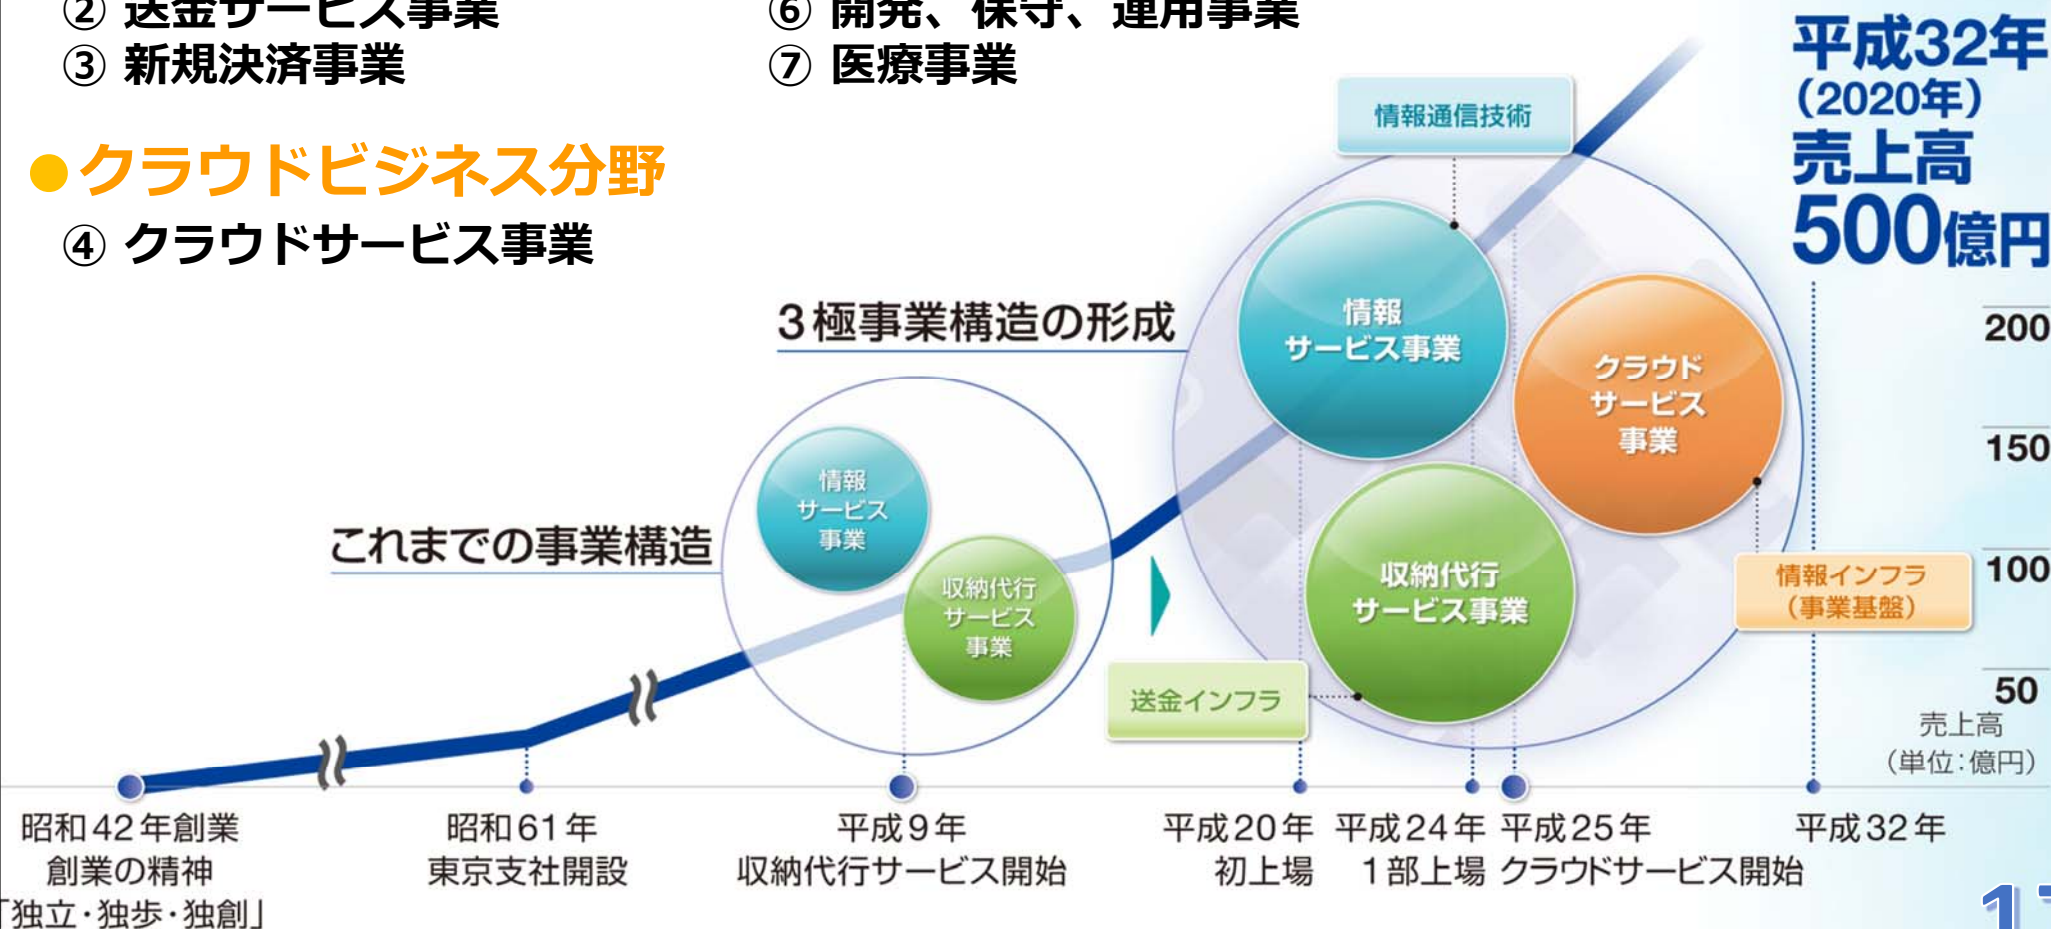 ② 送金サービス事業
③ 新規決済事業
⑥ 開発、保守、運用事業
⑦ 医療事業
●クラウドビジネス分野
④ クラウドサービス事業
平成32年
（2020年）
売上高
500億円
3極事業構造の形成
これまでの事業構造
情報
サービス
事業
収納代行
サービス
事業
情報通信技術
情報
サービス事業
クラウド
サービス
事業
収納代行
サービス事業
送金インフラ
情報インフラ
（事業基盤）
200
150
100
50
売上高
（単位：億円）
昭和42年創業
創業の精神
「独立・独歩・独創」
昭和61年
東京支社開設
平成9年
収納代行サービス開始
平成20年
初上場
平成24年
1部上場
平成25年
クラウドサービス開始
平成32年